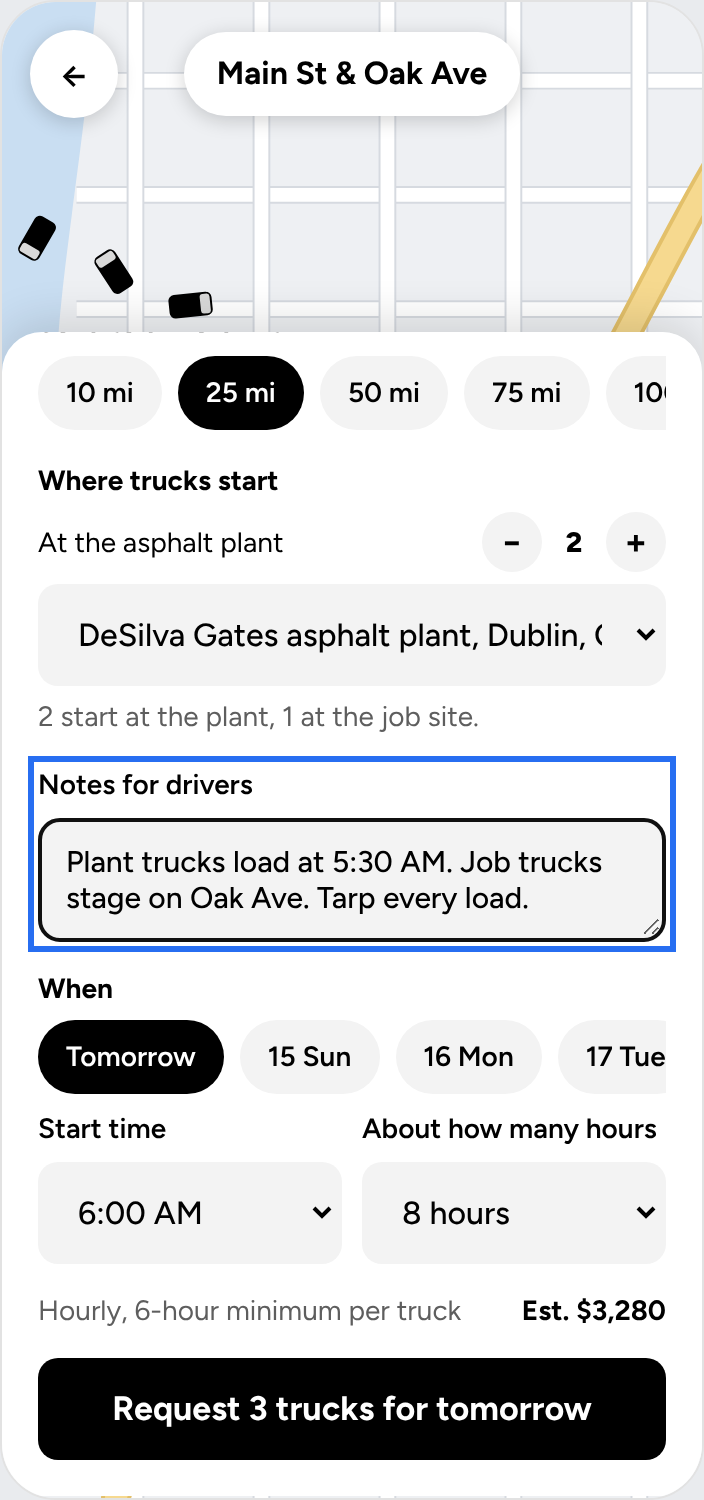 Main St & Oak Ave
10 mi
25 mi
50 mi
75 mi
Where trucks start
At the asphalt plant
−
2
+
DeSilva Gates asphalt plant, Dublin,
2 start at the plant, 1 at the job site.
Notes for drivers
Plant trucks load at 5:30 AM. Job trucks
stage on Oak Ave. Tarp every load.
When
Tomorrow
15 Sun
16 Mon
17 Tue
Start time
About how many hours
6:00 AM
8 hours
Hourly, 6-hour minimum per truck
Est. $3,280
Request 3 trucks for tomorrow